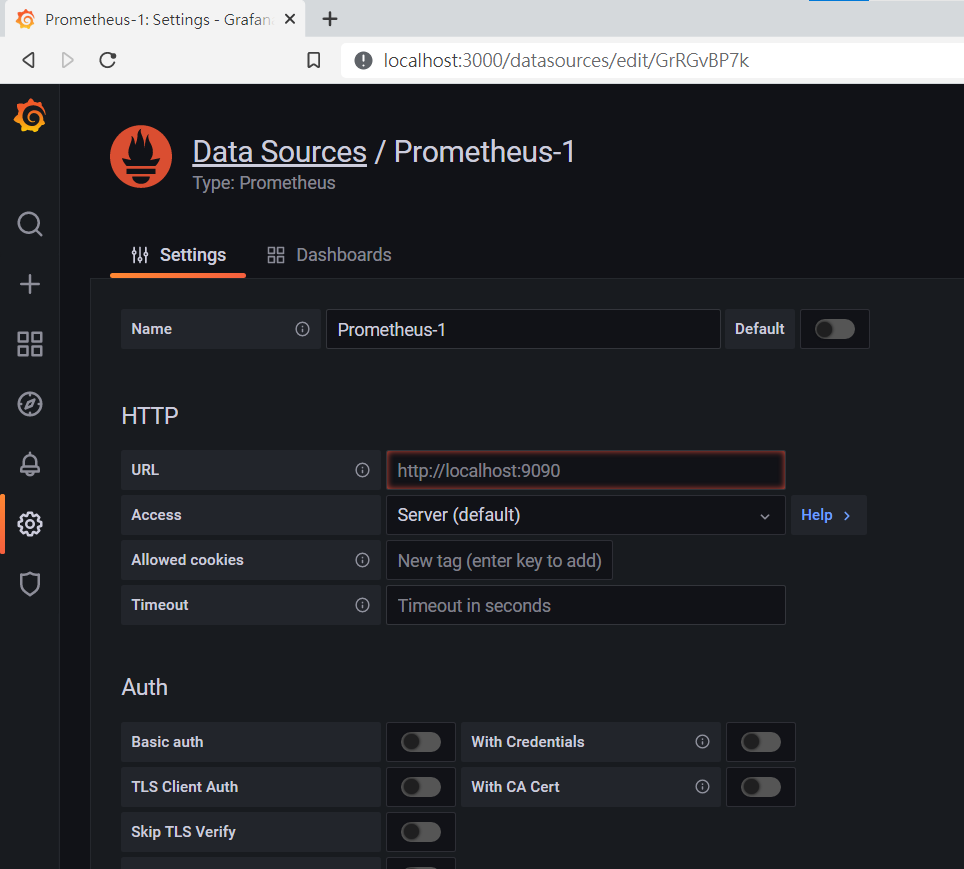 Prometheus-1: Settings - Grafan
localhost:3000/datasources/edit/GrRGvBP7k
Data Sources / Prometheus-1
Type: Prometheus
Settings Dashboards
Name Prometheus-1 Default
HTTP
URL http://localhost:9090
Access Server (default) Help
Allowed cookies New tag (enter key to add)
Timeout Timeout in seconds
Auth
Basic auth With Credentials
TLS Client Auth With CA Cert
Skip TLS Verify